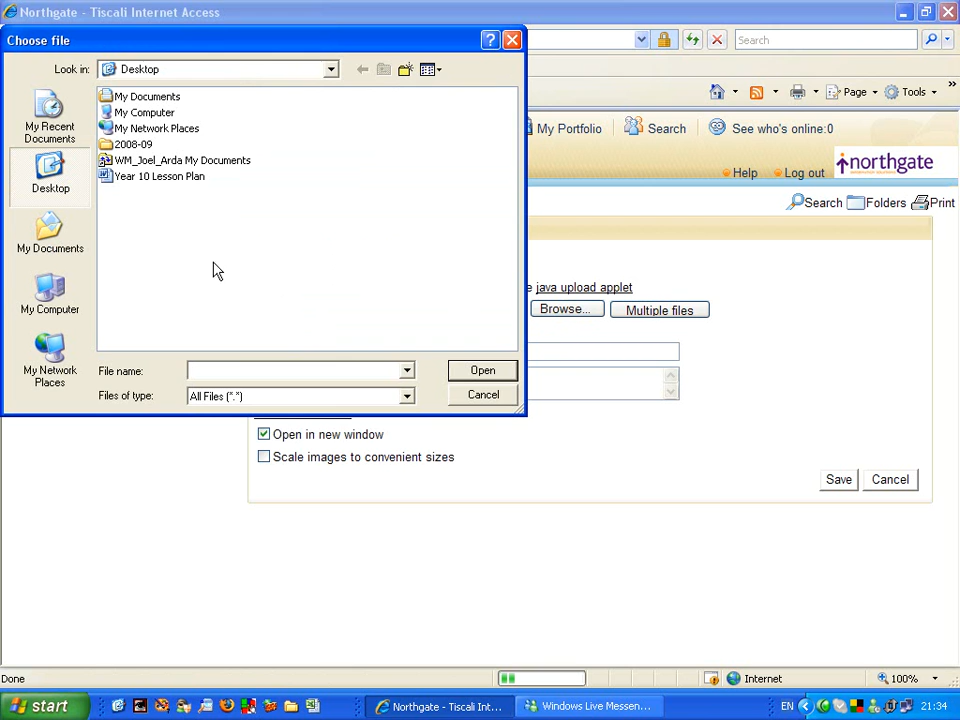 Northgate - Tiscali Internet Access
Choose file
Look in:
Desktop
Search
My Recent
Documents
Desktop
My Documents
My Computer
My Network
Places
My Documents
My Computer
My Network Places
2008-09
WM_Joel_Arda My Documents
Year 10 Lesson Plan
File name:
Open
Files of type:
All Files (*.*)
Cancel
Page
Tools
My Portfolio
Search
See who's online:0
Help
Log out
northgate
Search
Folders
Print
java upload applet
Browse...
Multiple files
Open in new window
Scale images to convenient sizes
Save
Cancel
Done
Internet
100%
start
Northgate - Tiscali Int...
Windows Live Messen...
EN
21:34